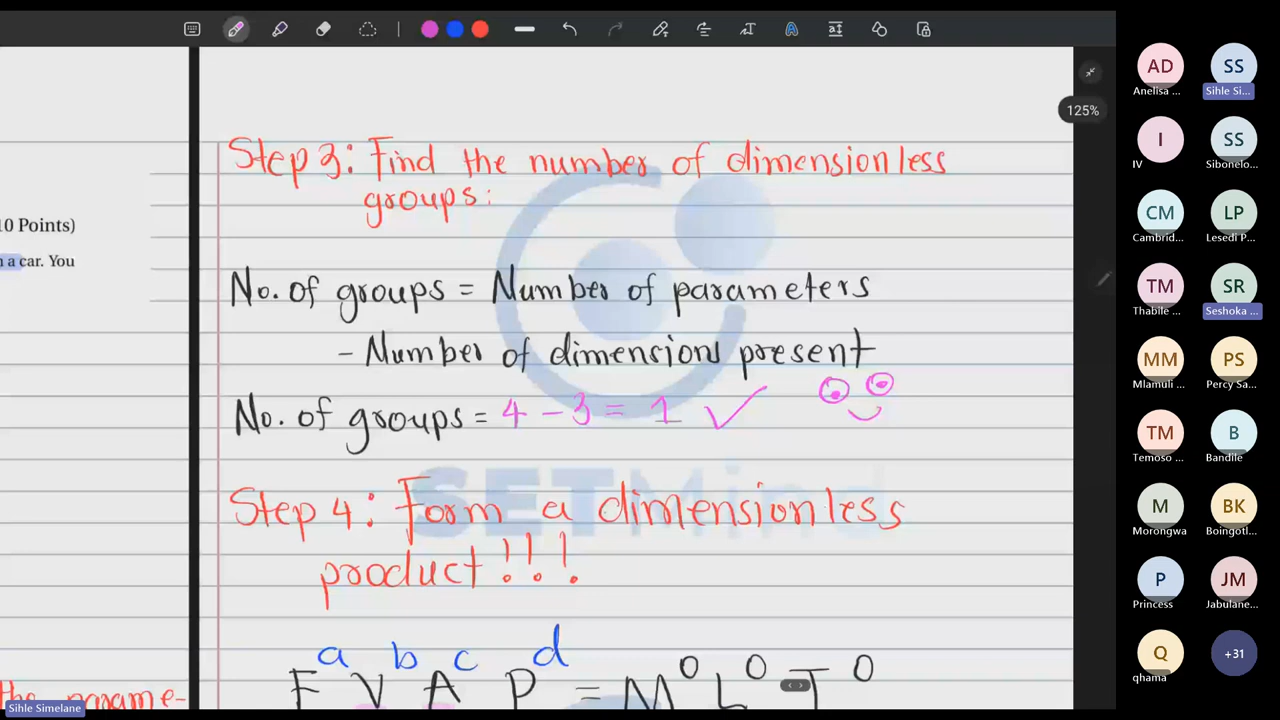 125%
10 Points)
a car. You
Step 3: Find the number of dimensionless
groups:
No. of groups = Number of parameters
- Number of dimensions present
No. of groups = 4 - 3 = 1 ✓
SETMind
Step 4: Form a dimensionless
product!!!
F^a V^b A^c P^d = M^0 L^0 T^0
the parame-
Sihle Simelane
AD
Anelisa ...
SS
Sihle Si...
I
IV
SS
Sibonelo...
CM
Cambrid...
LP
Lesedi P...
TM
Thabile ...
SR
Seshoka ...
MM
Mlamuli ...
PS
Percy Sa...
TM
Temoso ...
B
Bandile
M
Morongwa
BK
Boingotl...
P
Princess
JM
Jabulane...
Q
qhama
+31